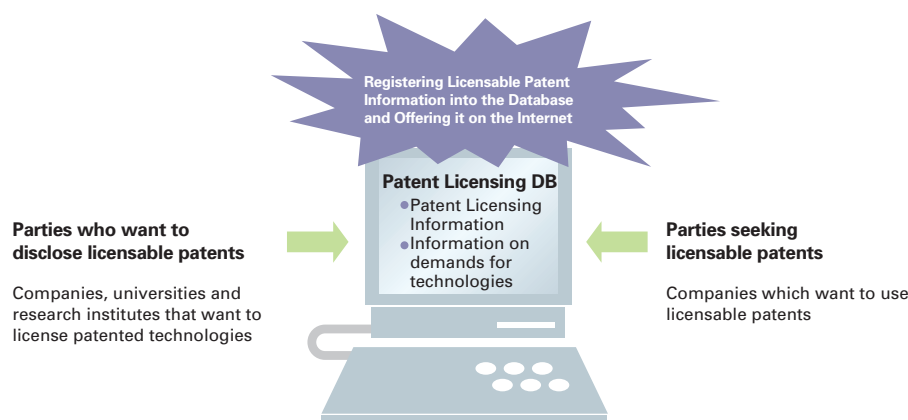 Registering Licensable Patent
Information into the Database
and Offering it on the Internet
Patent Licensing DB
●Patent Licensing
Information
●Information on
demands for
technologies
Parties who want to
disclose licensable patents
Companies, universities and
research institutes that want to
license patented technologies
Parties seeking
licensable patents
Companies which want to use
licensable patents